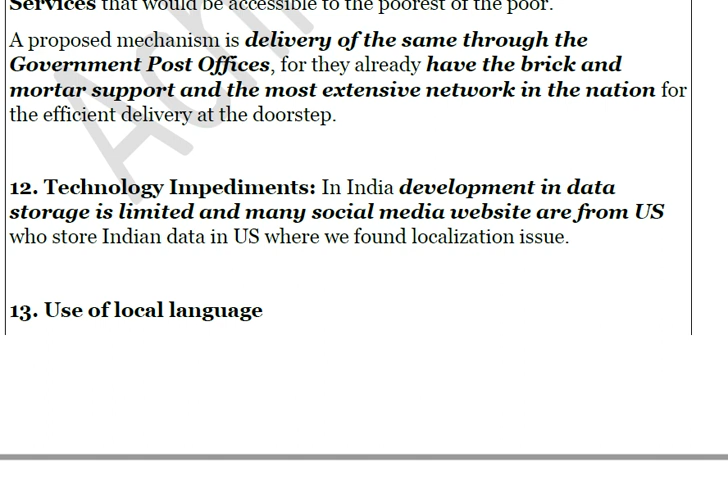 Services that would be accessible to the poorest of the poor.
A proposed mechanism is delivery of the same through the
Government Post Offices, for they already have the brick and
mortar support and the most extensive network in the nation for
the efficient delivery at the doorstep.
12. Technology Impediments: In India development in data
storage is limited and many social media website are from US
who store Indian data in US where we found localization issue.
13. Use of local language